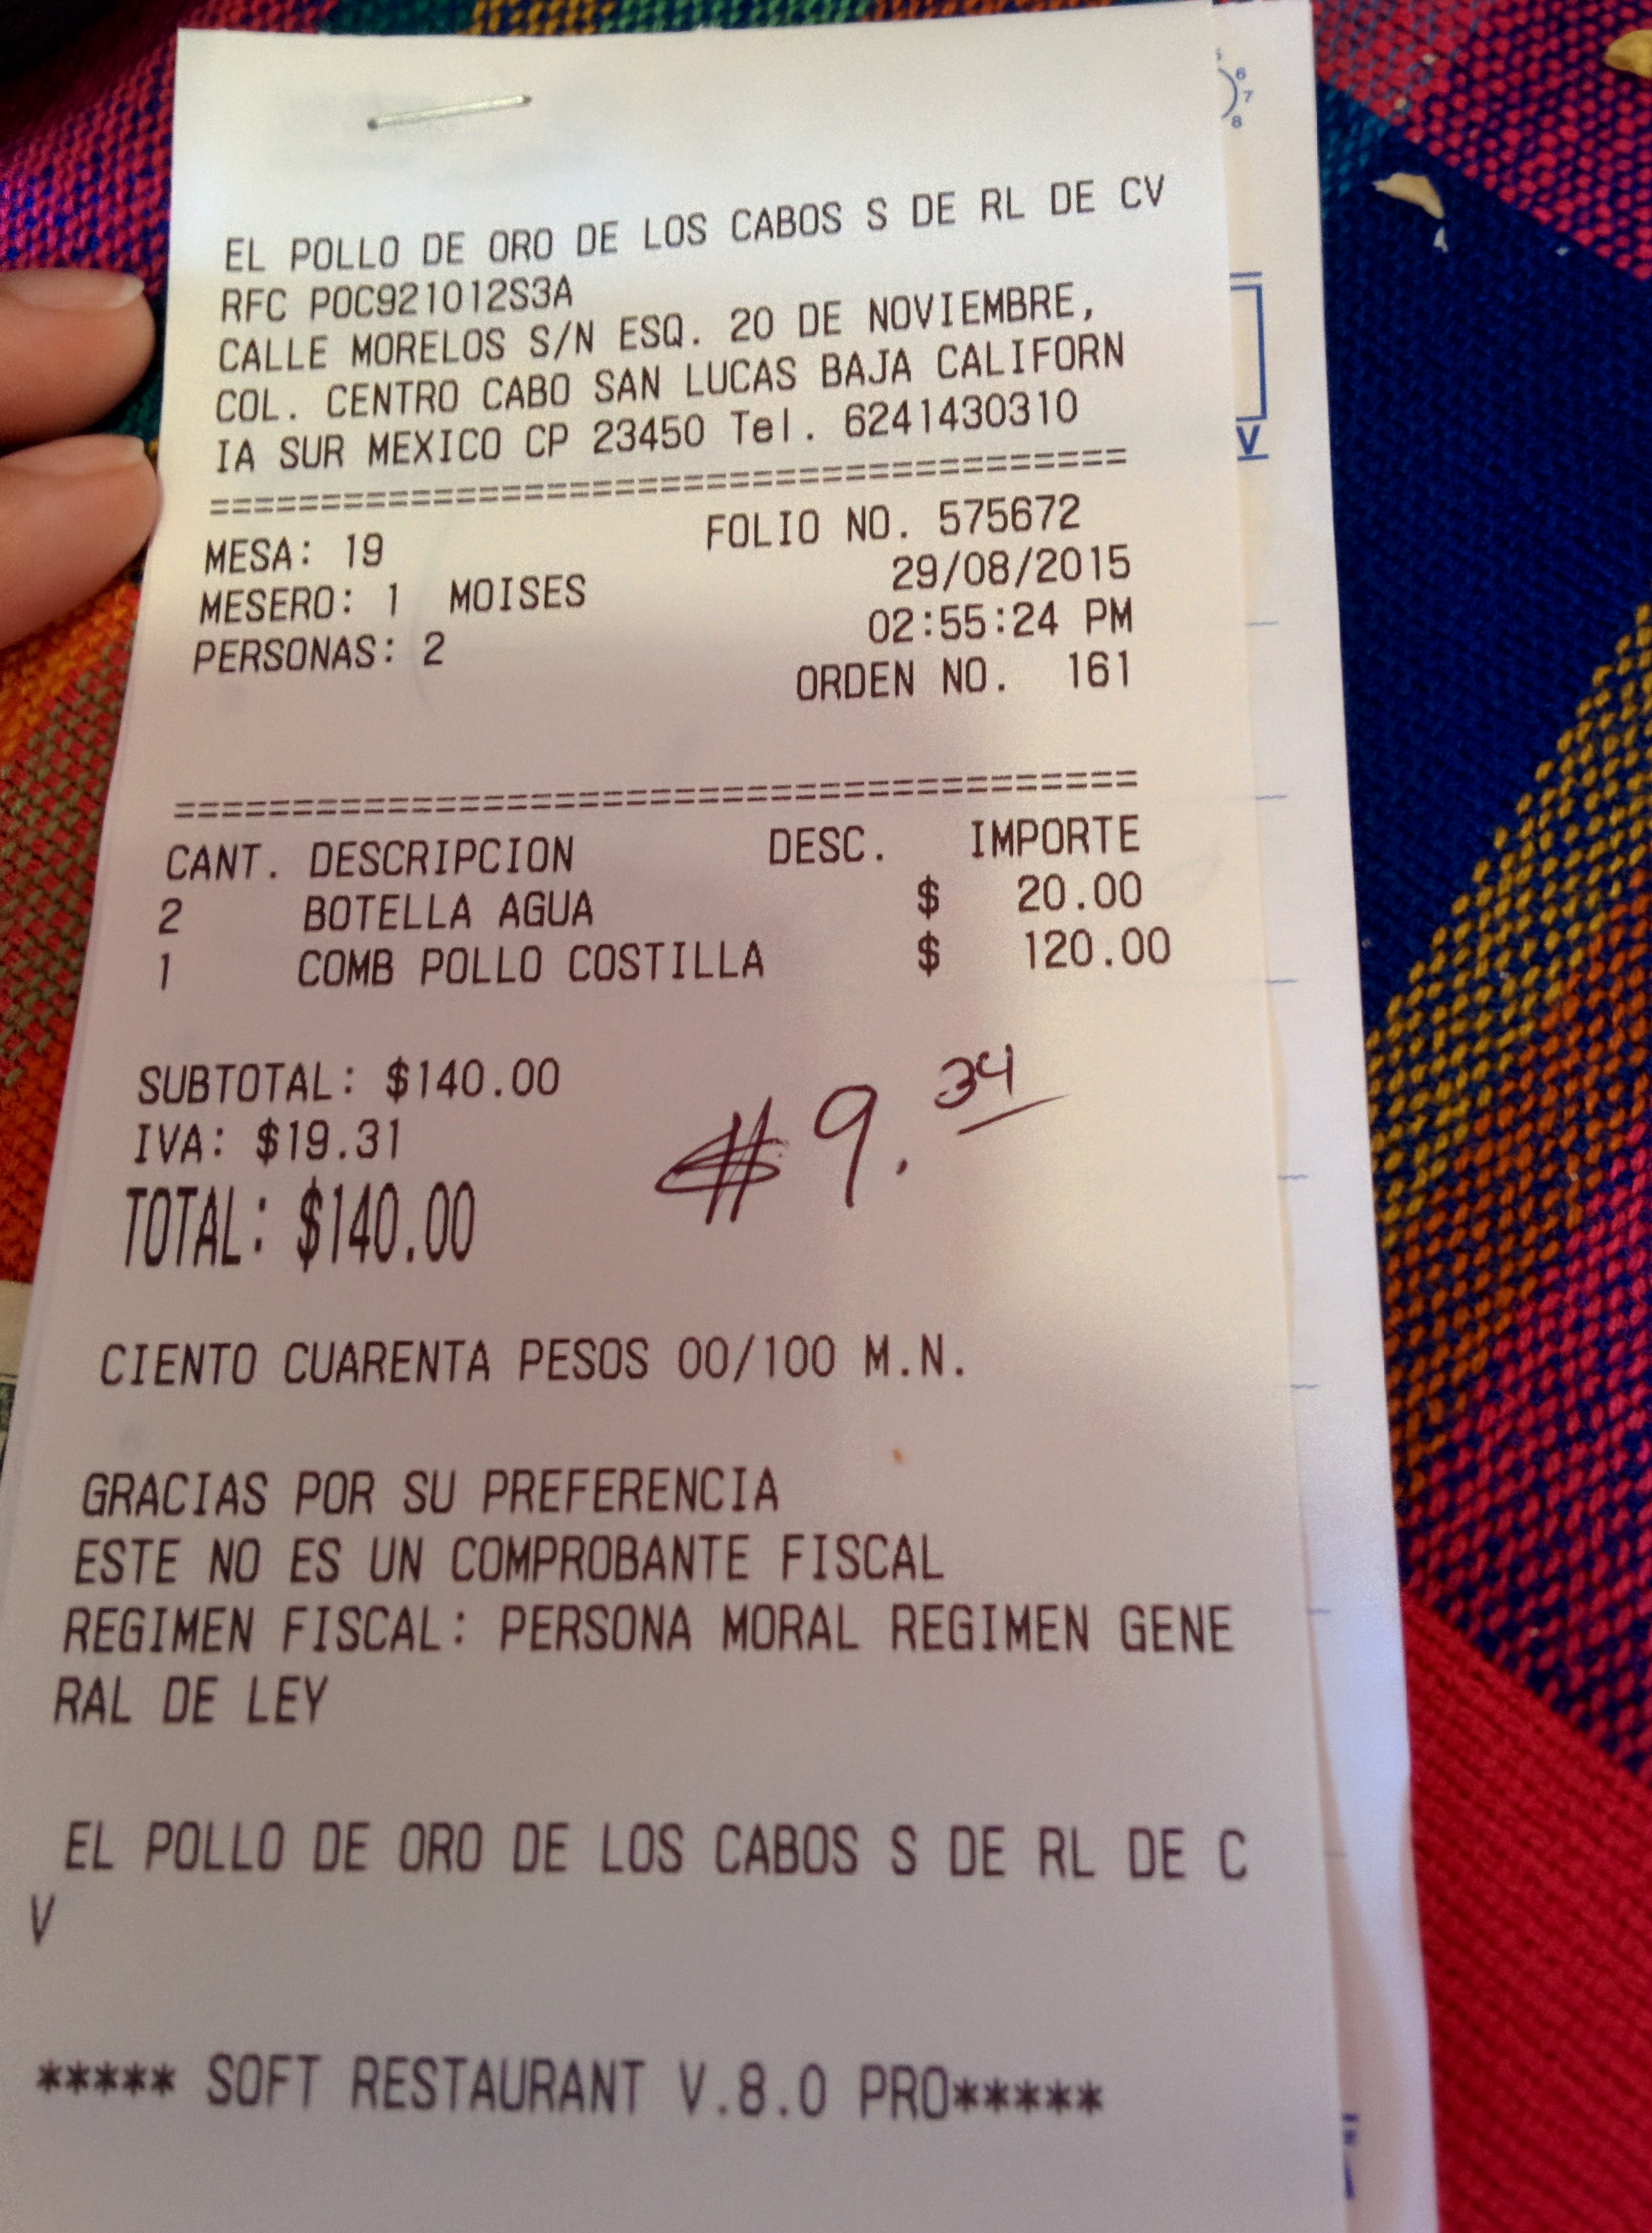 EL POLLO DE ORO DE LOS CABOS S DE RL DE CV
RFC POC921012S3A
CALLE MORELOS S/N ESQ. 20 DE NOVIEMBRE,
COL. CENTRO CABO SAN LUCAS BAJA CALIFORN
IA SUR MEXICO CP 23450 Tel. 6241430310
========================================
MESA: 19 FOLIO NO. 575672
MESERO: 1 MOISES 29/08/2015
PERSONAS: 2 02:55:24 PM
ORDEN NO. 161
========================================
CANT. DESCRIPCION DESC. IMPORTE
2 BOTELLA AGUA $ 20.00
1 COMB POLLO COSTILLA $ 120.00
SUBTOTAL: $140.00
IVA: $19.31
$9.34
TOTAL: $140.00
CIENTO CUARENTA PESOS 00/100 M.N.
GRACIAS POR SU PREFERENCIA
ESTE NO ES UN COMPROBANTE FISCAL
REGIMEN FISCAL: PERSONA MORAL REGIMEN GENE
RAL DE LEY
EL POLLO DE ORO DE LOS CABOS S DE RL DE C
V
***** SOFT RESTAURANT V.8.0 PRO*****
6
7
8
V